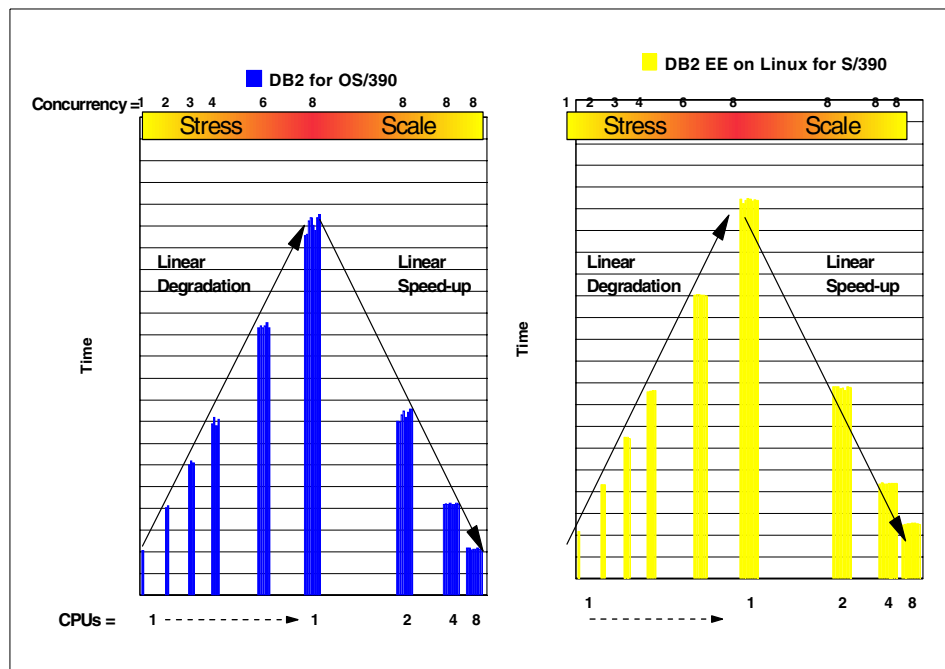 DB2 for OS/390
Concurrency = 1 2 3 4 6 8 8 8 8
Stress Scale
Linear
Degradation
Linear
Speed-up
Time
CPUs = 1 1 2 4 8
DB2 EE on Linux for S/390
1 2 3 4 6 8 8 8 8
Stress Scale
Linear
Degradation
Linear
Speed-up
Time
1 1 2 4 8